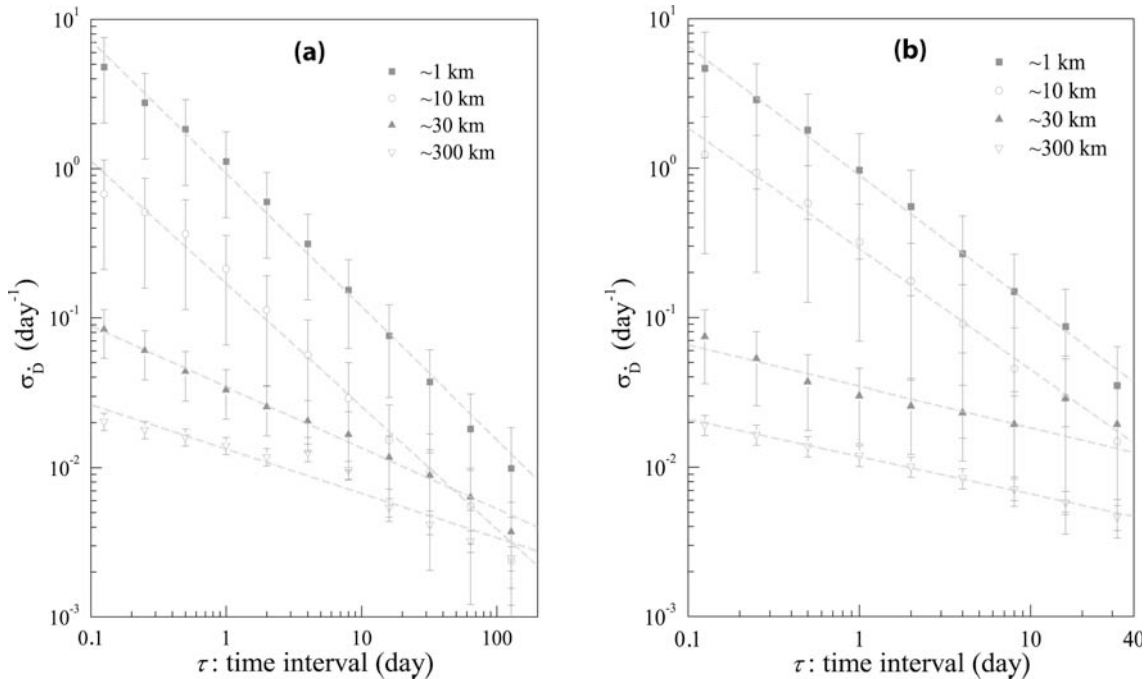 (a)
~1 km
~10 km
~30 km
~300 km
10¹
10⁰
10⁻¹
10⁻²
10⁻³
σ_Ḋ (day⁻¹)
0.1 1 10 100
τ : time interval (day)
(b)
~1 km
~10 km
~30 km
~300 km
10¹
10⁰
10⁻¹
10⁻²
10⁻³
σ_Ḋ (day⁻¹)
0.1 1 10 40
τ : time interval (day)